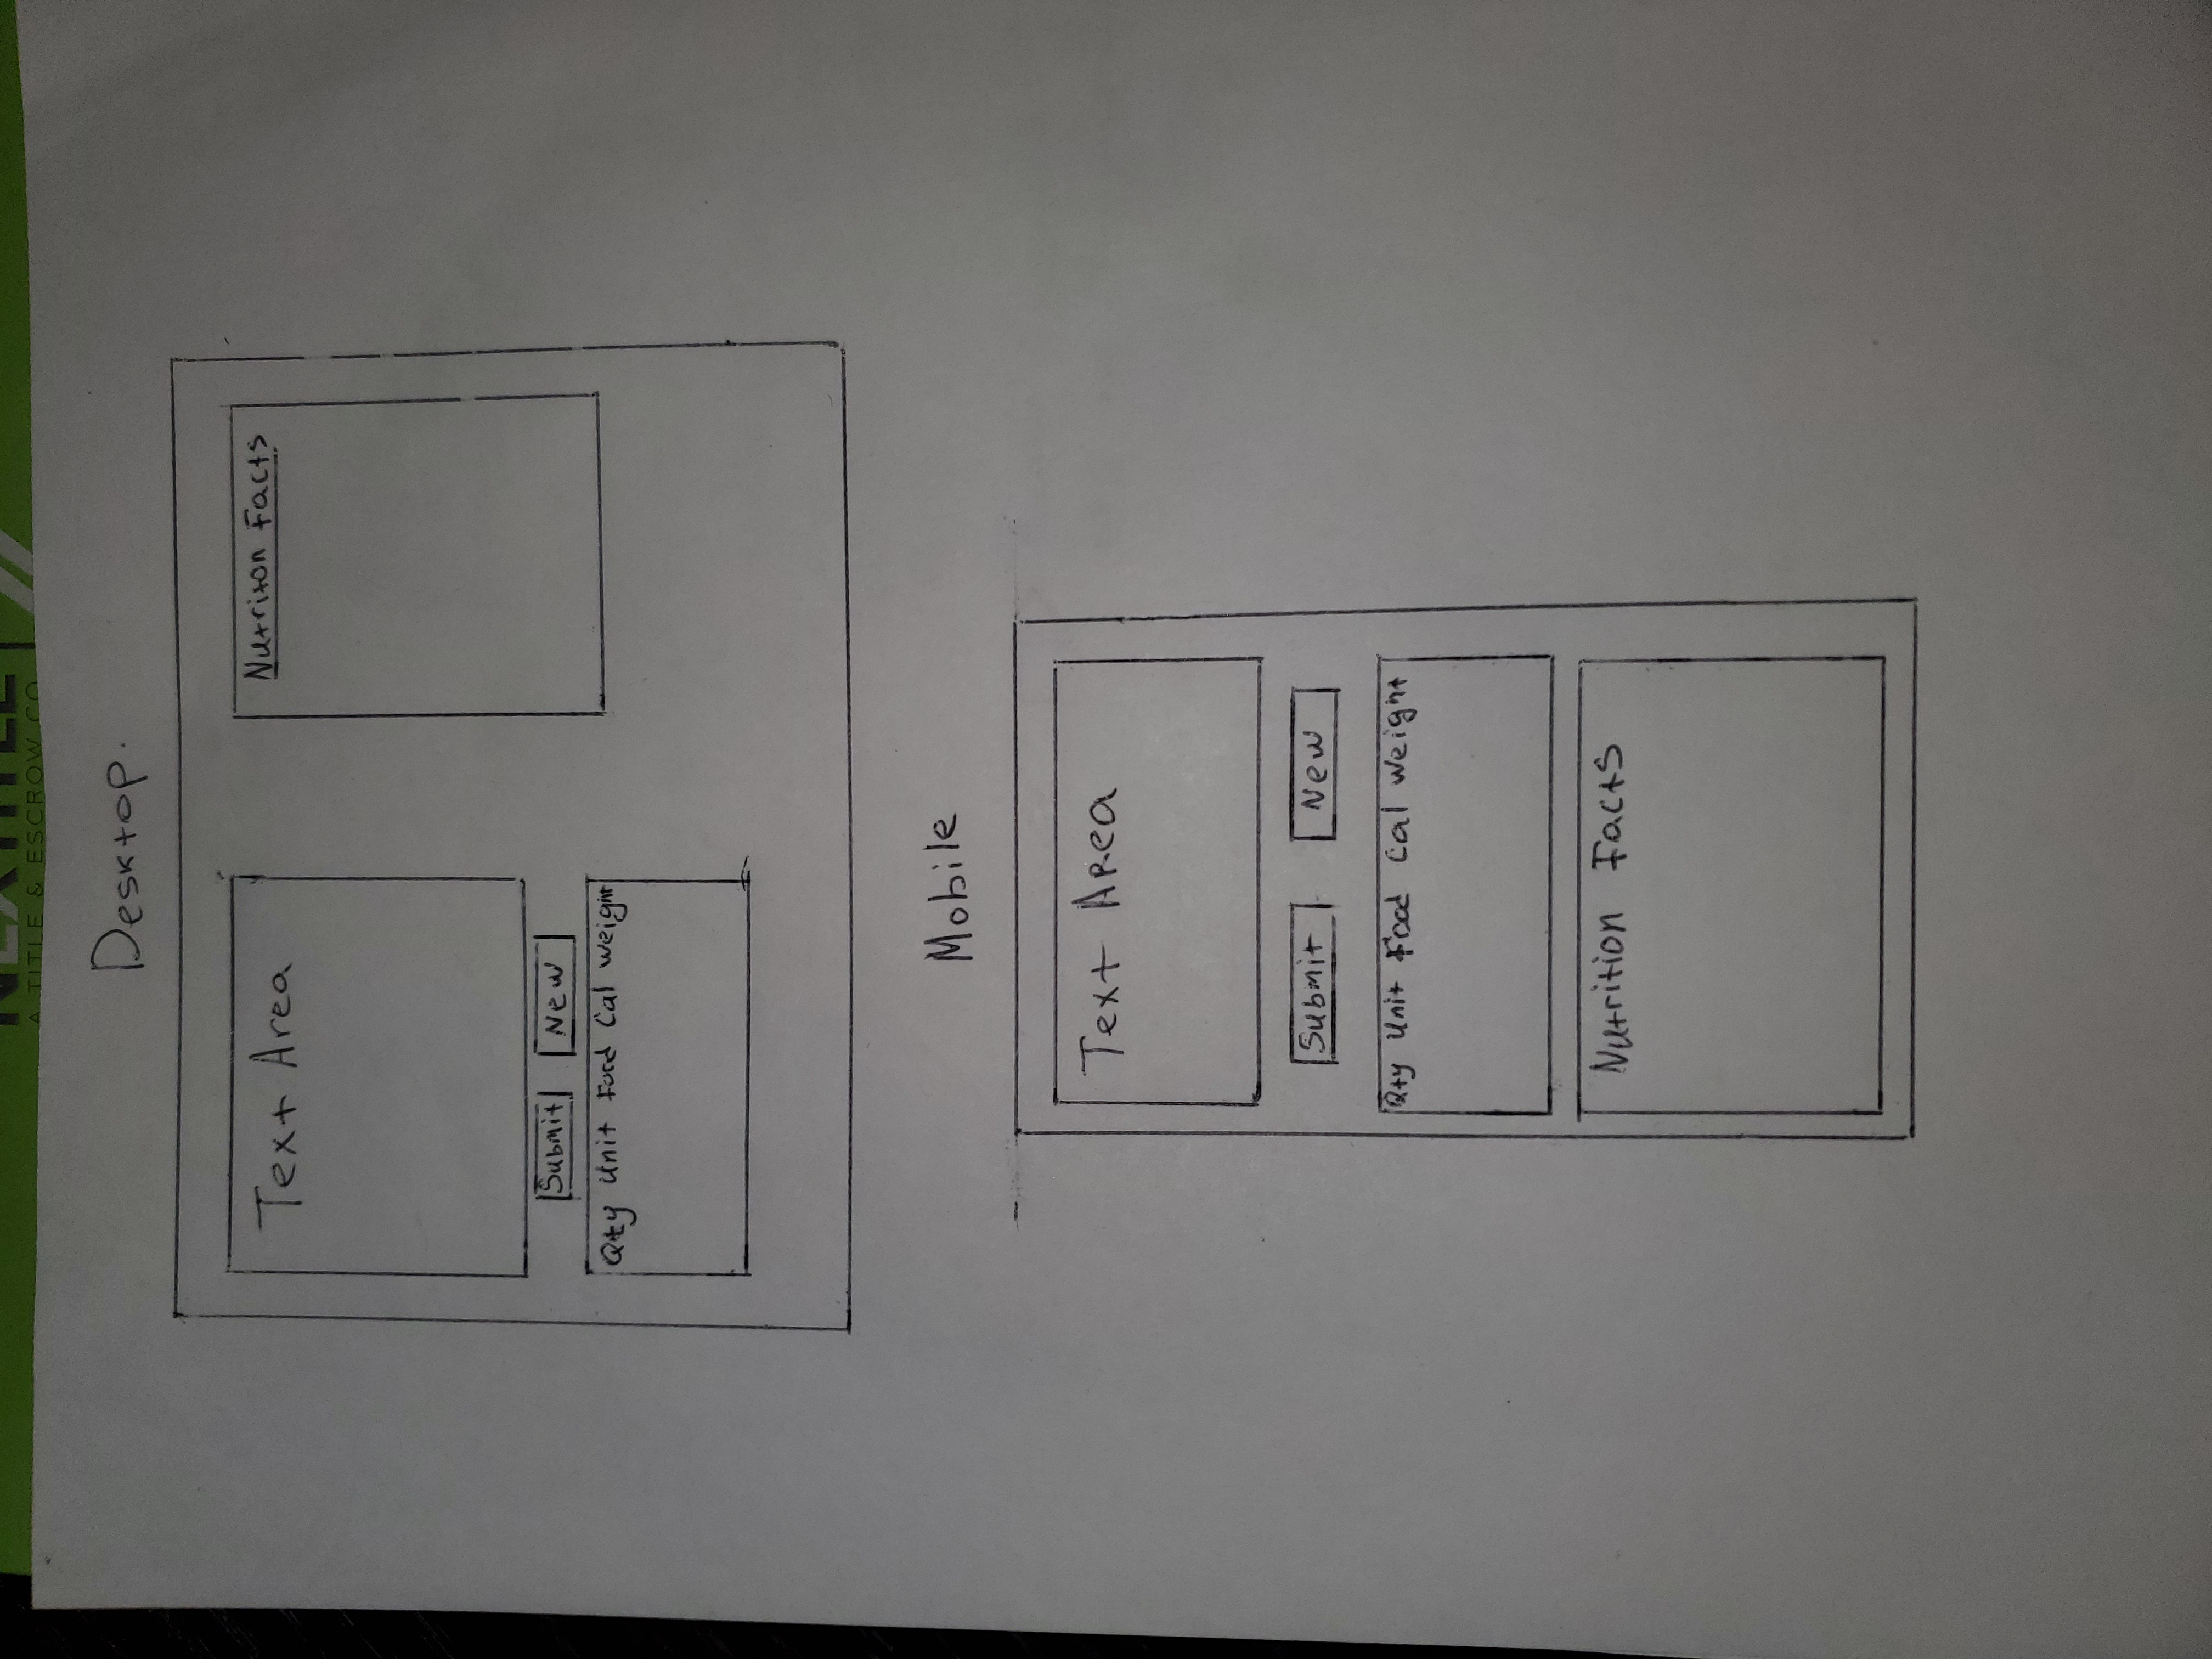 NEXTITLE
A TITLE & ESCROW CO.
Desktop.
Text Area
Nutriton Facts
Submit New
Qty Unit Food Cal weight
Mobile
Text Area
Submit New
Qty Unit Food Cal Weight
Nutrition Facts